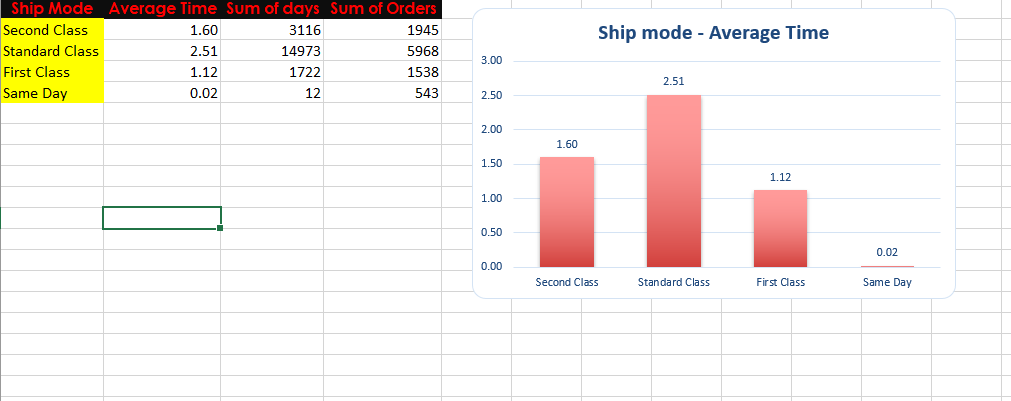 Ship Mode Average Time Sum of days Sum of Orders
Second Class 1.60 3116 1945
Standard Class 2.51 14973 5968
First Class 1.12 1722 1538
Same Day 0.02 12 543
Ship mode - Average Time
3.00
2.51
2.50
2.00
1.60
1.50
1.12
1.00
0.50
0.02
0.00
Second Class Standard Class First Class Same Day